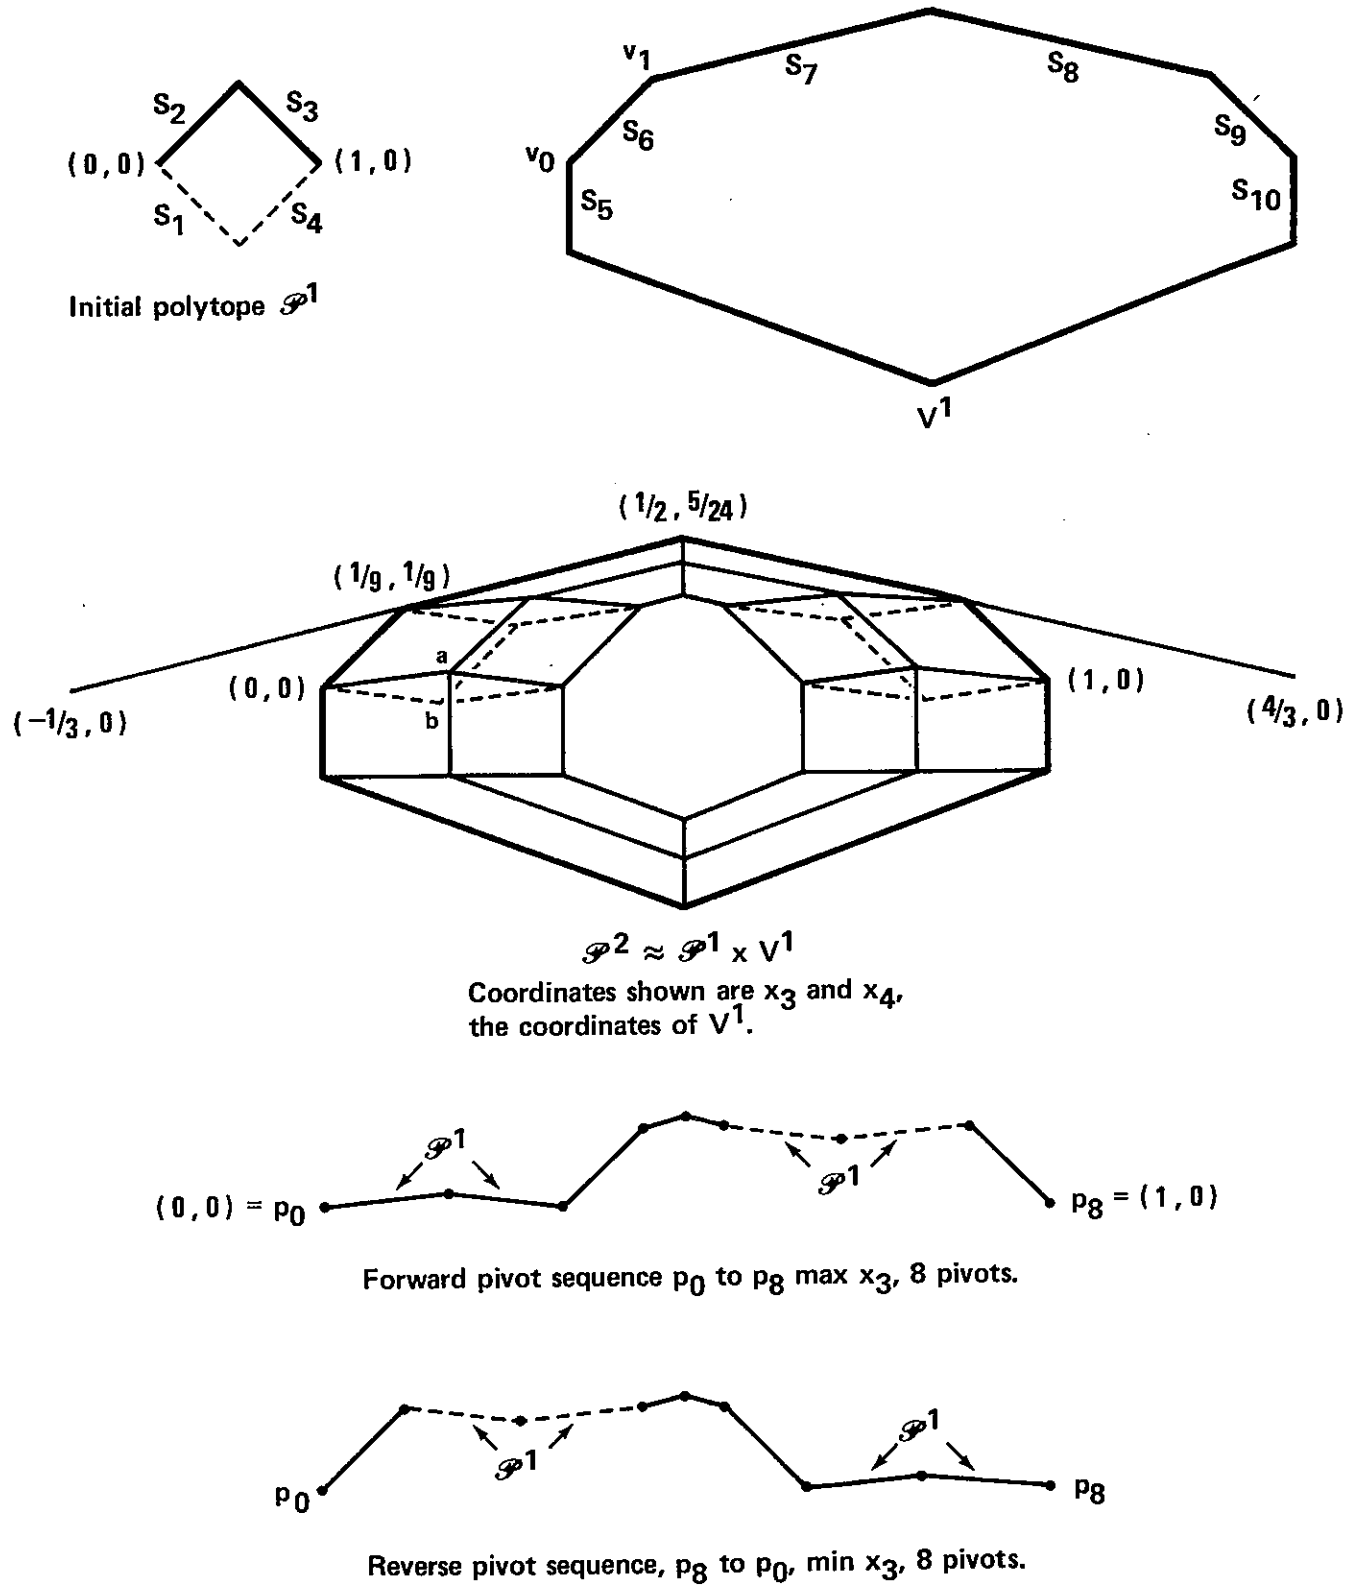 S2
S3
(0,0)
(1,0)
S1
S4
Initial polytope 𝒫1
v1
S7
S8
S6
S9
v0
S5
S10
V1
(1/2, 5/24)
(1/9, 1/9)
a
(0,0)
(1,0)
b
(-1/3, 0)
(4/3, 0)
𝒫2 ≈ 𝒫1 x V1
Coordinates shown are x3 and x4,
the coordinates of V1.
𝒫1
𝒫1
(0,0) = p0
p8 = (1,0)
Forward pivot sequence p0 to p8 max x3, 8 pivots.
𝒫1
𝒫1
p0
p8
Reverse pivot sequence, p8 to p0, min x3, 8 pivots.